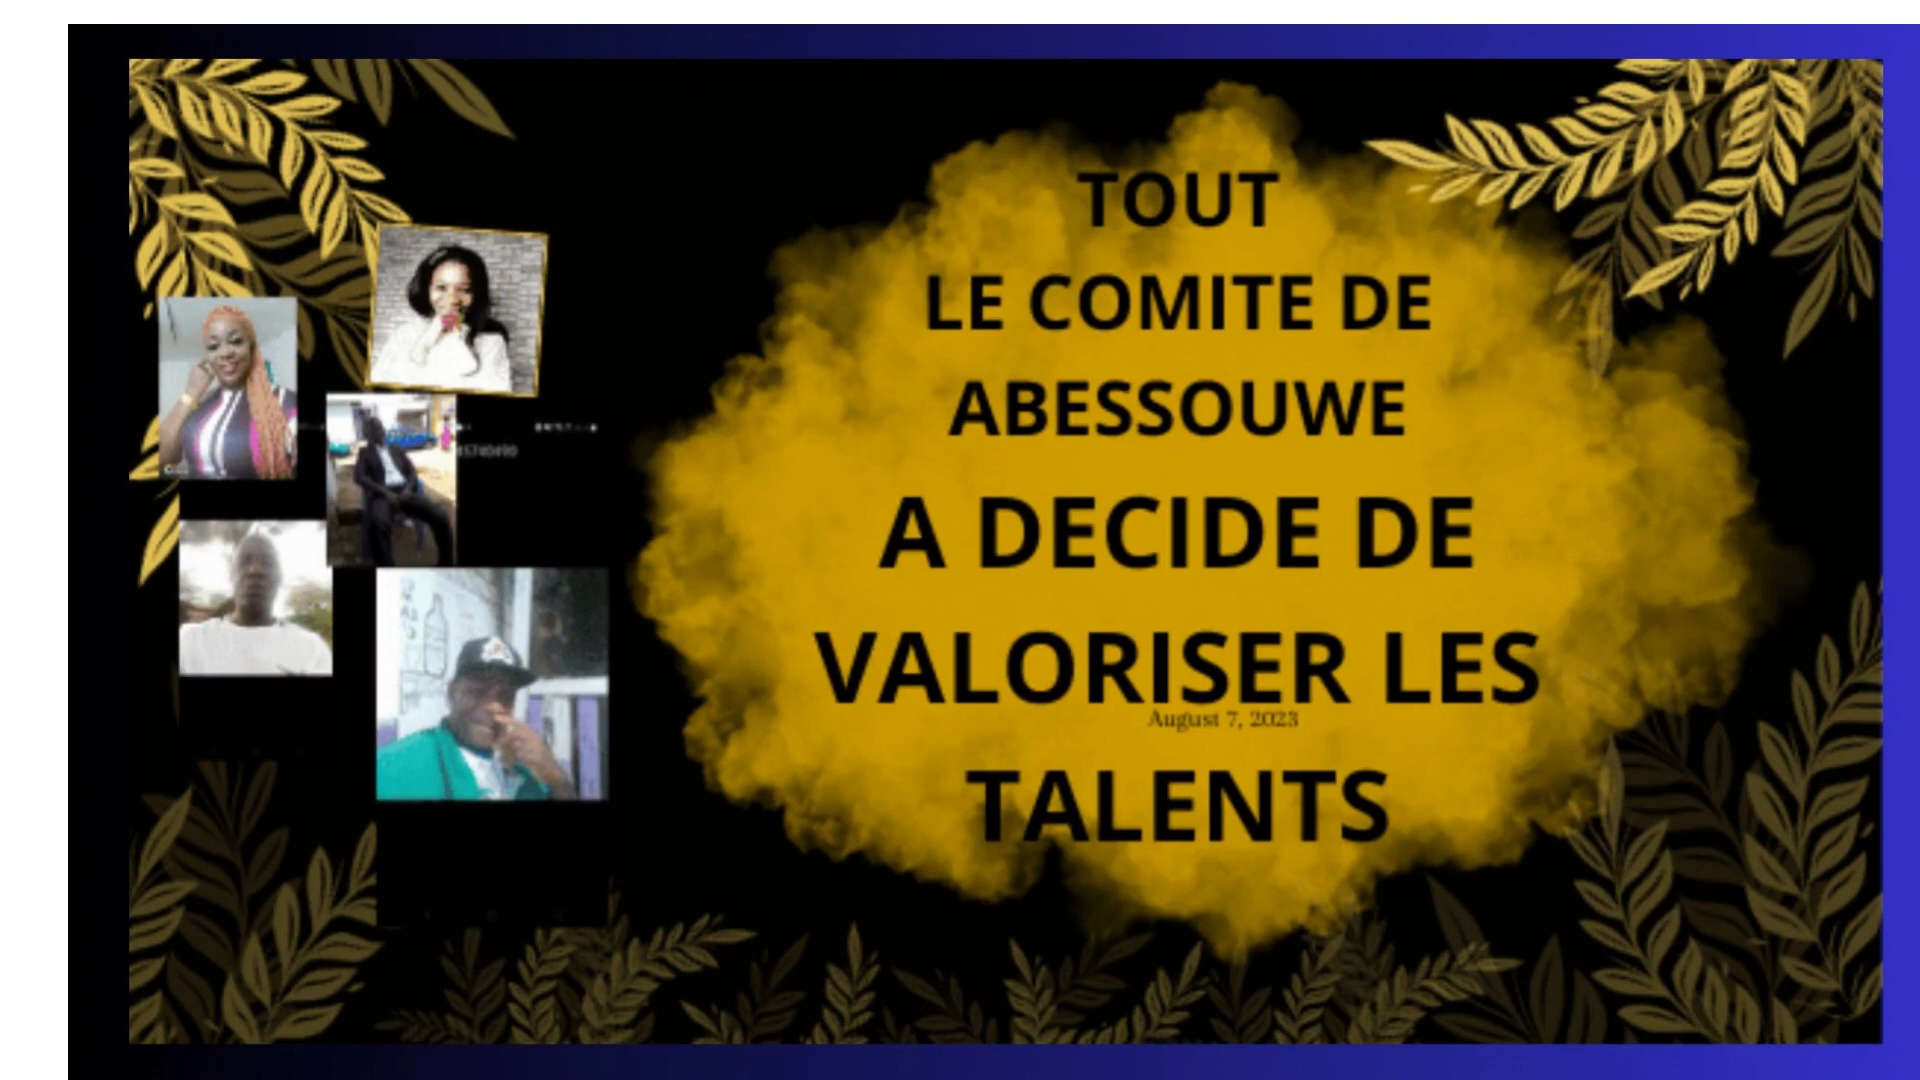 TOUT
LE COMITE DE
ABESSOUWE
A DECIDE DE
VALORISER LES
August 7, 2023
TALENTS